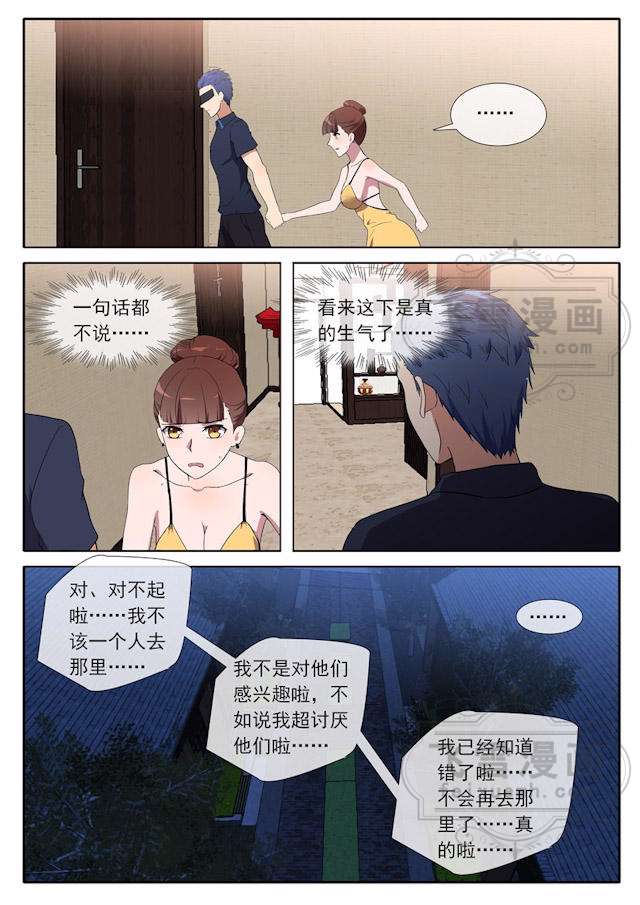 ……
一句话都
不说……
看来这下是真
的生气了……
对、对不起
啦……我不
该一个人去
那里……
……
我不是对他们
感兴趣啦，不
如说我超讨厌
他们啦……
我已经知道
错了啦……
不会再去那
里了……真
的啦……